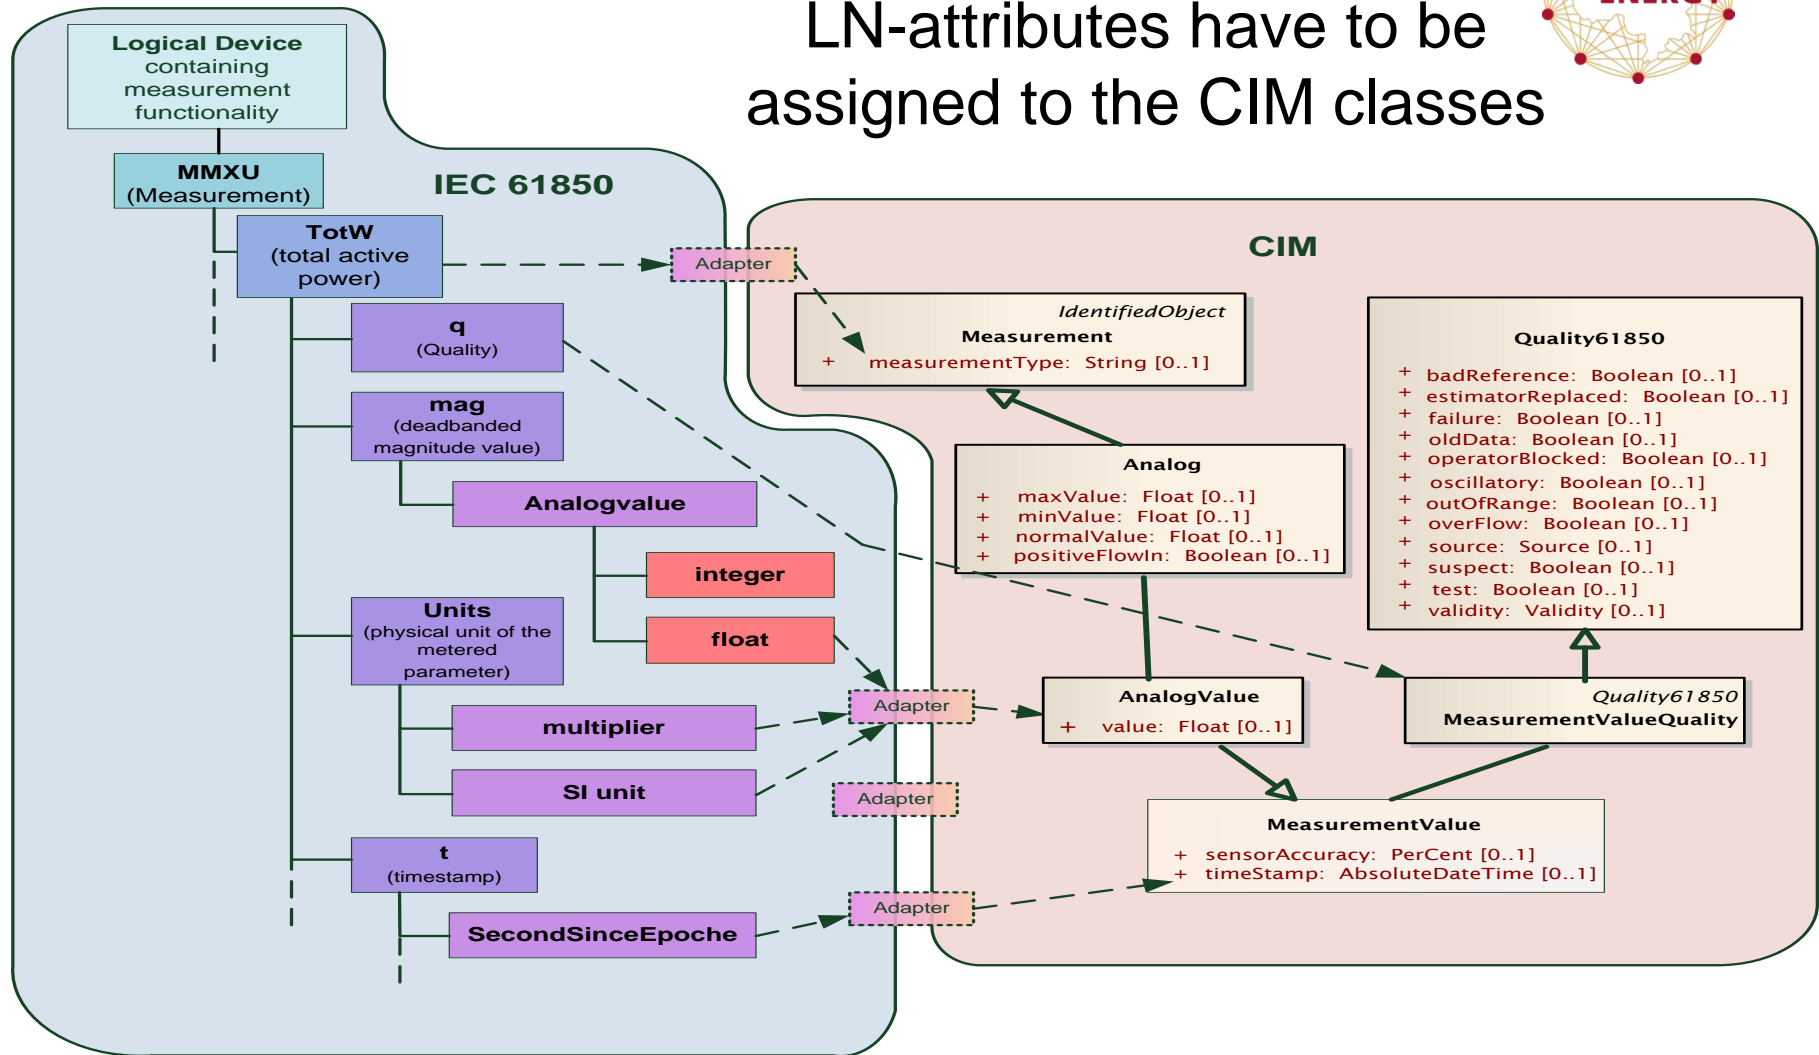 LN-attributes have to be
assigned to the CIM classes
ENERGY
Logical Device
containing
measurement
functionality
MMXU
(Measurement)
IEC 61850
TotW
(total active
power)
Adapter
CIM
q
(Quality)
IdentifiedObject
Measurement
+ measurementType: String [0..1]
Quality61850
+ badReference: Boolean [0..1]
+ estimatorReplaced: Boolean [0..1]
+ failure: Boolean [0..1]
+ oldData: Boolean [0..1]
+ operatorBlocked: Boolean [0..1]
+ oscillatory: Boolean [0..1]
+ outOfRange: Boolean [0..1]
+ overFlow: Boolean [0..1]
+ source: Source [0..1]
+ suspect: Boolean [0..1]
+ test: Boolean [0..1]
+ validity: Validity [0..1]
mag
(deadbanded
magnitude value)
Analogvalue
Analog
+ maxValue: Float [0..1]
+ minValue: Float [0..1]
+ normalValue: Float [0..1]
+ positiveFlowIn: Boolean [0..1]
integer
float
Units
(physical unit of the
metered
parameter)
multiplier
SI unit
Adapter
AnalogValue
+ value: Float [0..1]
Quality61850
MeasurementValueQuality
Adapter
MeasurementValue
+ sensorAccuracy: PerCent [0..1]
+ timeStamp: AbsoluteDateTime [0..1]
t
(timestamp)
SecondSinceEpoche
Adapter